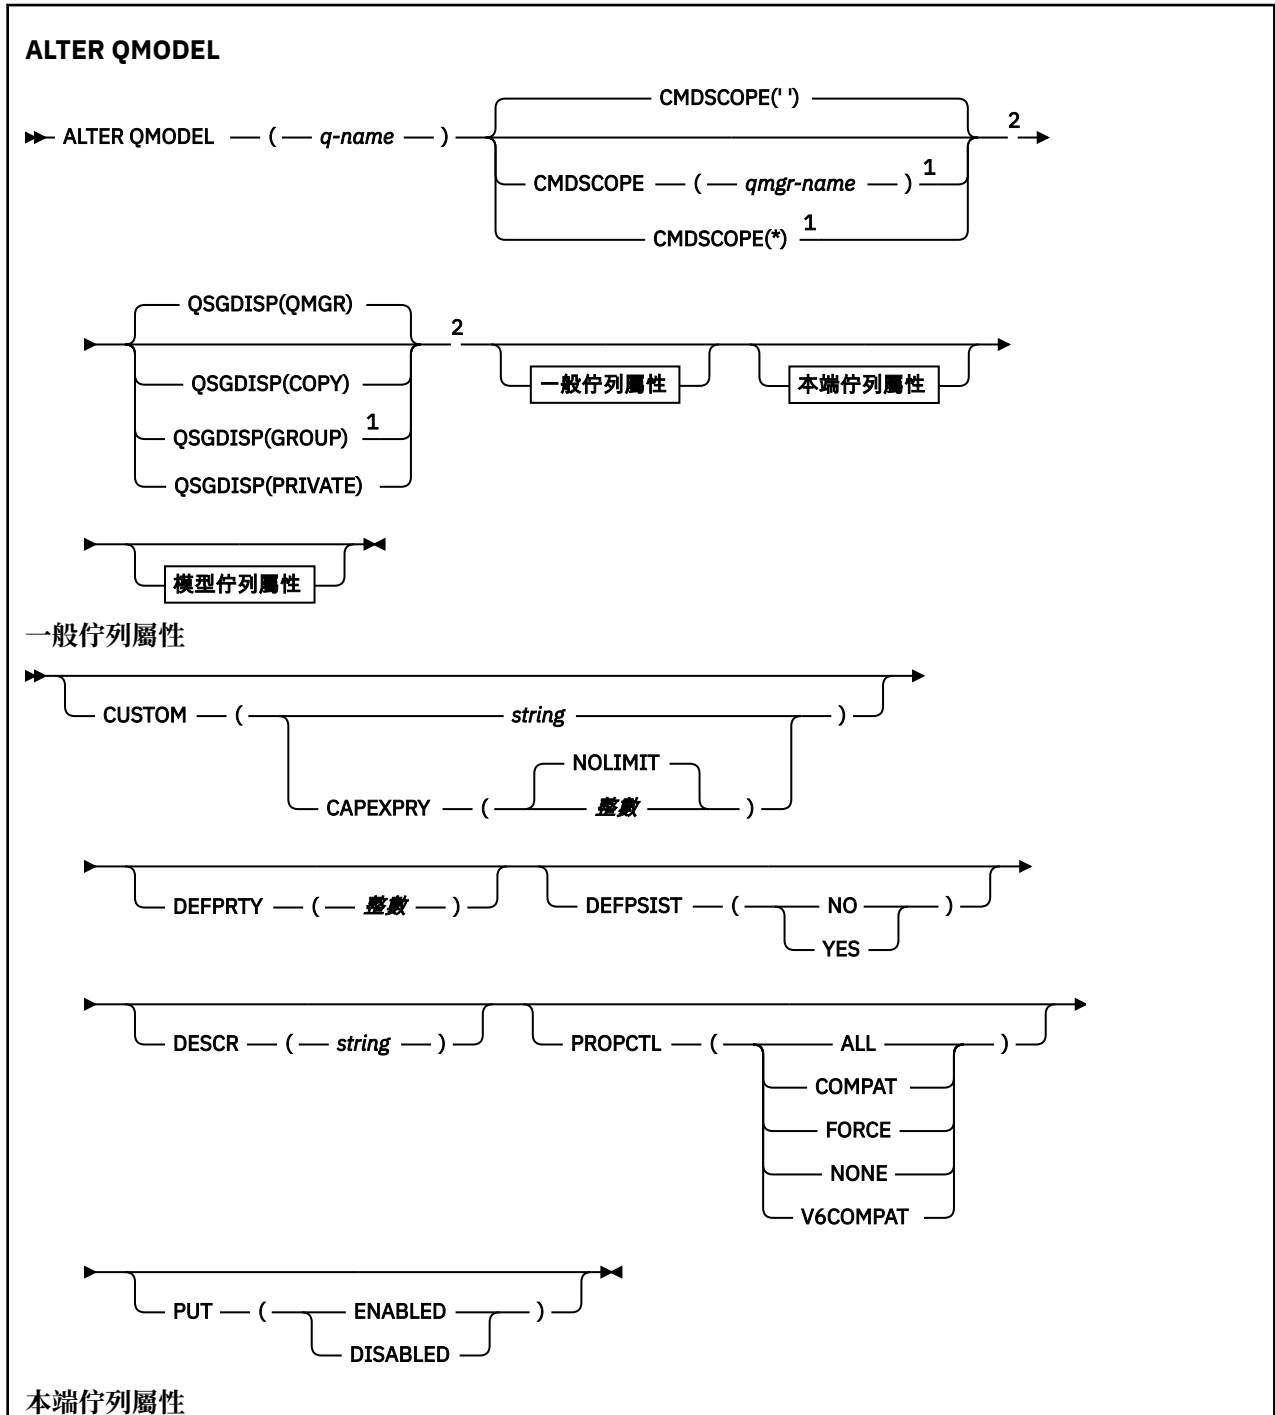 ALTER QMODEL
CMDSCOPE(' ')
ALTER QMODEL ( q-name ) 2
CMDSCOPE ( qmgr-name ) 1
CMDSCOPE(*) 1
QSGDISP(QMGR)
2
QSGDISP(COPY) 一般佇列屬性 本端佇列屬性
QSGDISP(GROUP) 1
QSGDISP(PRIVATE)
模型佇列屬性
一般佇列屬性
CUSTOM ( string )
NOLIMIT
CAPEXPRY ( 整數 )
DEFPRTY ( 整數 ) DEFPSIST ( NO )
YES
DESCR ( string ) PROPCTL ( ALL )
COMPAT
FORCE
NONE
V6COMPAT
PUT ( ENABLED )
DISABLED
本端佇列屬性